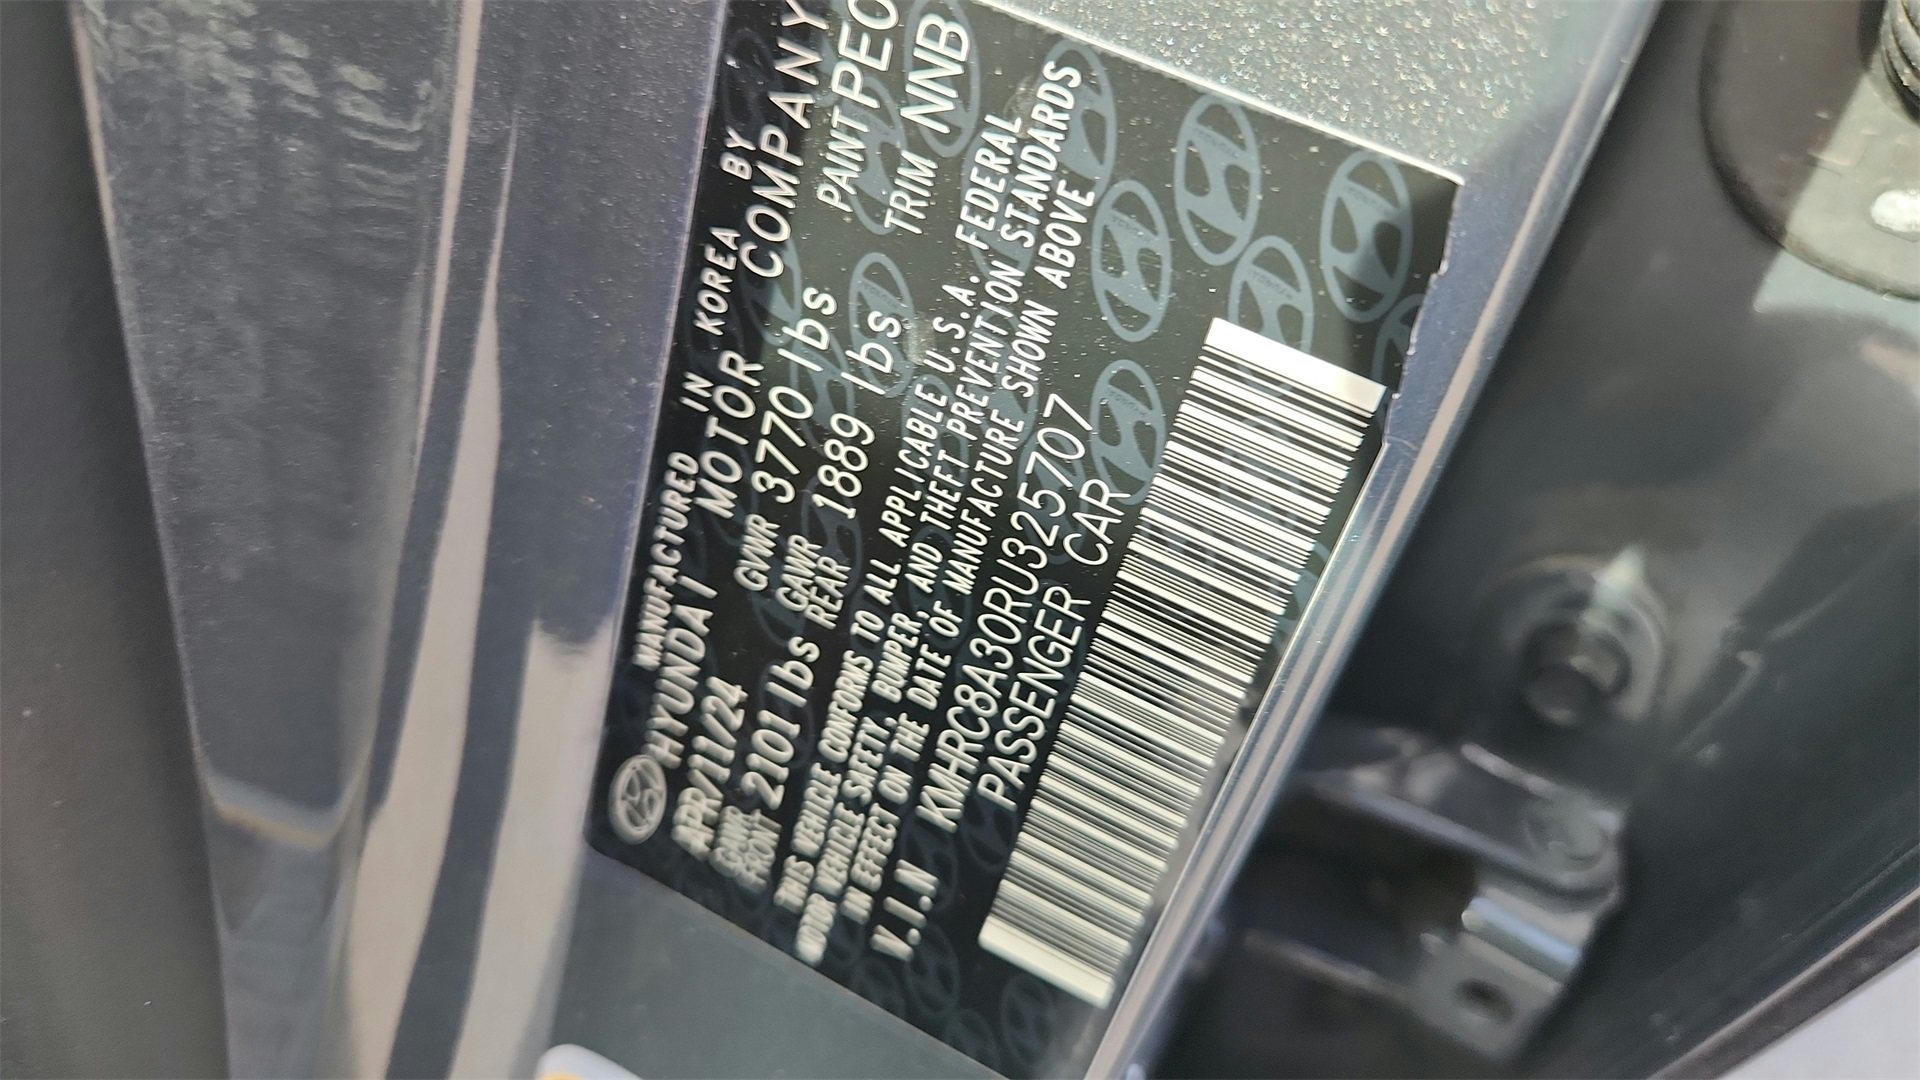 MANUFACTURED IN KOREA BY
HYUNDAI MOTOR COMPANY
APR/11/24 GVWR 3770 lbs PAINT PEO
GAWR FRONT 2101 lbs GAWR REAR 1889 lbs TRIM NNB
THIS VEHICLE CONFORMS TO ALL APPLICABLE U.S.A. FEDERAL
MOTOR VEHICLE SAFETY, BUMPER, AND THEFT PREVENTION STANDARDS
IN EFFECT ON THE DATE OF MANUFACTURE SHOWN ABOVE
V.I.N KMHRC8A30RU325707
PASSENGER CAR